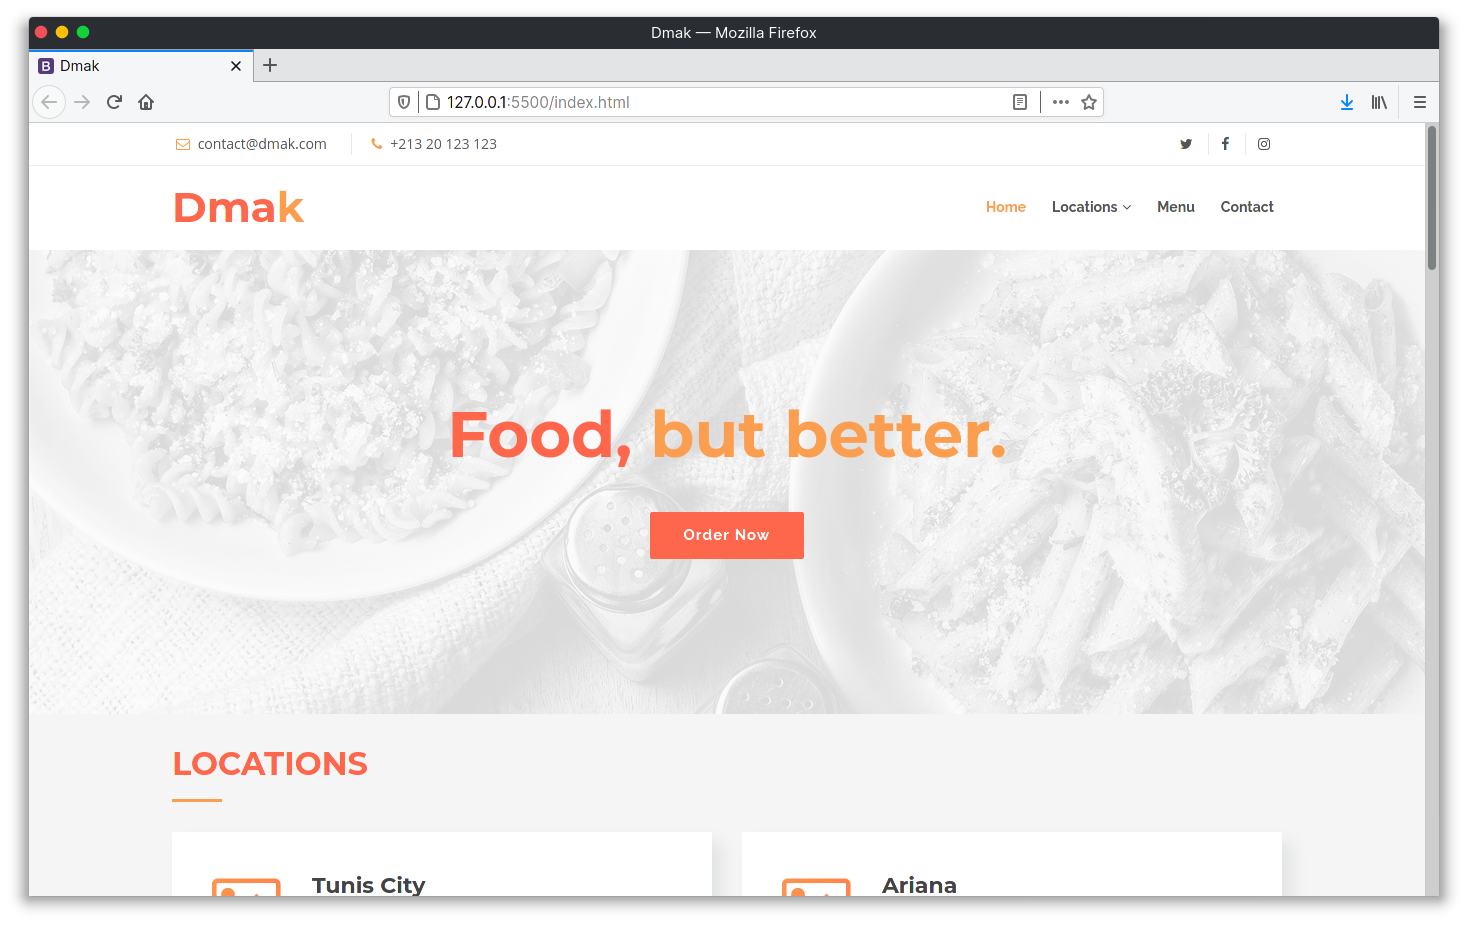 Dmak — Mozilla Firefox
B Dmak
127.0.0.1:5500/index.html
contact@dmak.com +213 20 123 123
Dmak
Home Locations Menu Contact
Food, but better.
Order Now
LOCATIONS
Tunis City
Ariana